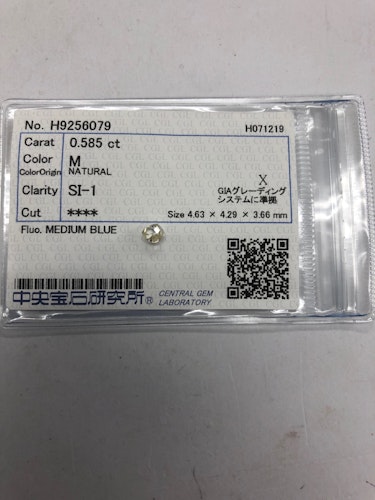 No. H9256079
H071219
Carat 0.585 ct
Color M
ColorOrigin NATURAL
X
Clarity SI-1
GIAグレーディング
システムに準拠
Cut ****
Size 4.63 × 4.29 × 3.66 mm
Fluo. MEDIUM BLUE
中央宝石研究所®
CENTRAL GEM
LABORATORY